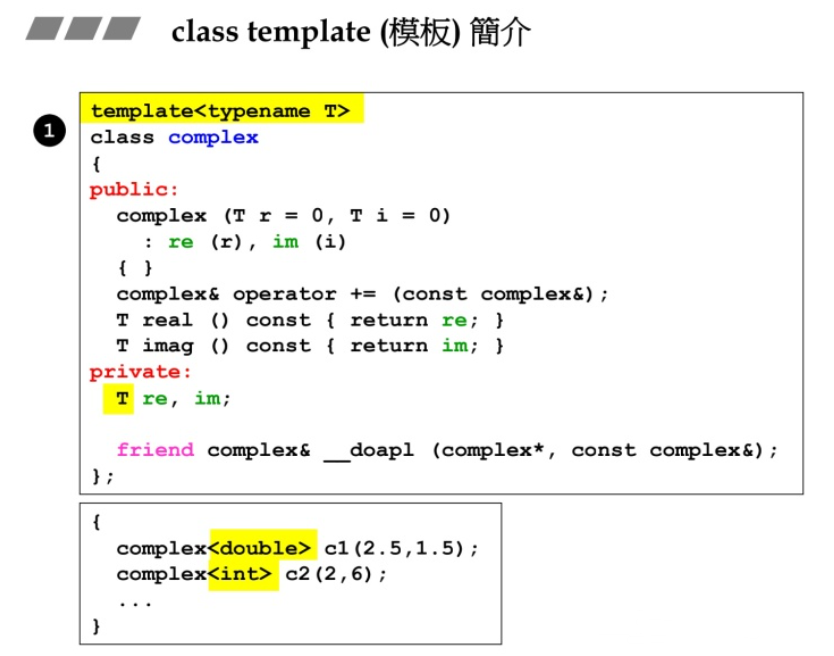 class template (模板) 簡介
1
template<typename T>
class complex
{
public:
  complex (T r = 0, T i = 0)
    : re (r), im (i)
  { }
  complex& operator += (const complex&);
  T real () const { return re; }
  T imag () const { return im; }
private:
  T re, im;

  friend complex& __doapl (complex*, const complex&);
};
{
  complex<double> c1(2.5,1.5);
  complex<int> c2(2,6);
  ...
}